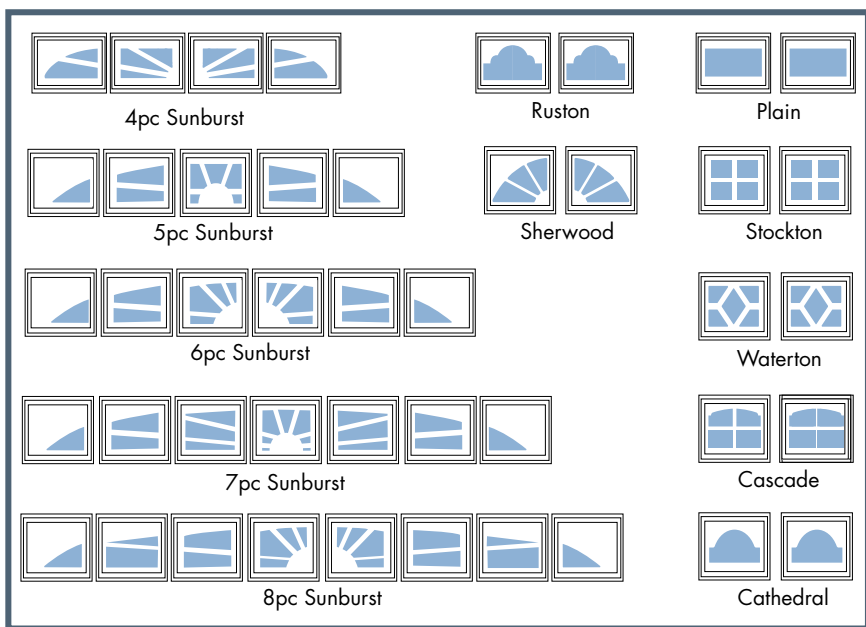 4pc Sunburst
Ruston
Plain
5pc Sunburst
Sherwood
Stockton
6pc Sunburst
Waterton
7pc Sunburst
Cascade
8pc Sunburst
Cathedral